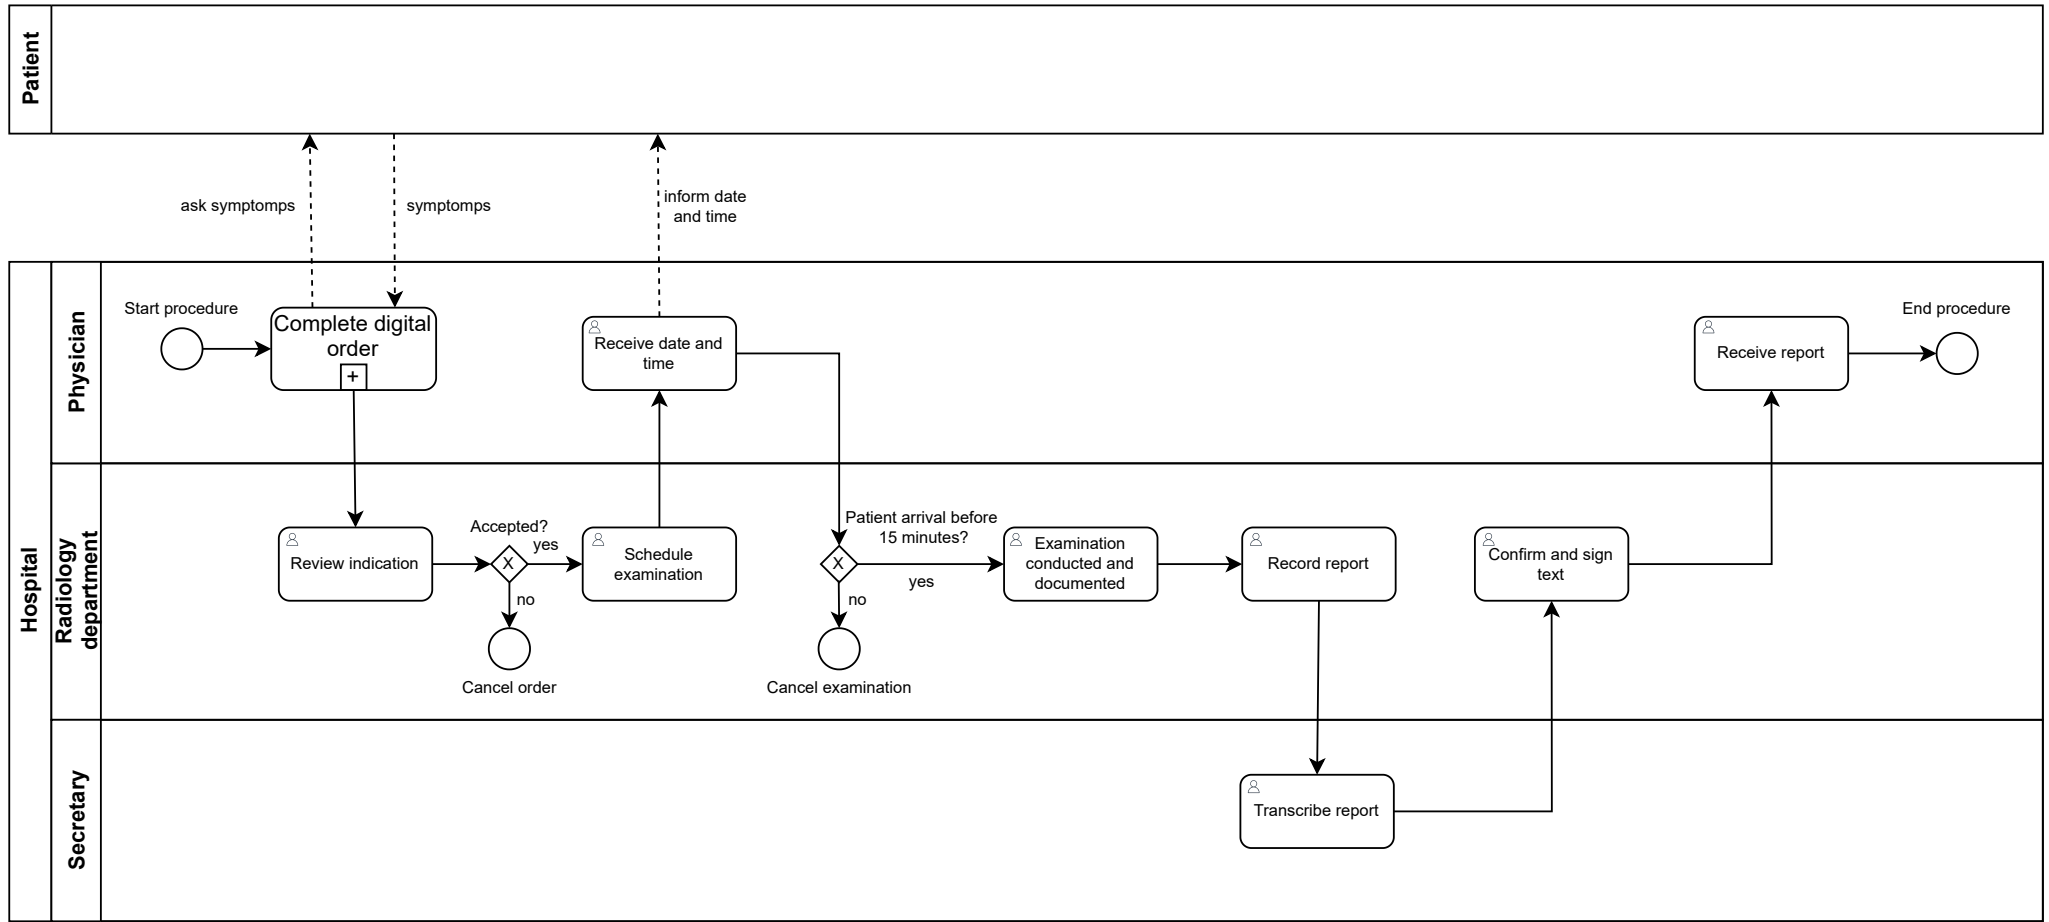 Patient
ask symptomps
symptomps
inform date
and time
Hospital
Physician
Start procedure
Complete digital
order
+
Receive date and
time
Receive report
End procedure
Radiology
department
Review indication
Accepted?
yes
X
no
Cancel order
Schedule
examination
Patient arrival before
15 minutes?
X
yes
no
Cancel examination
Examination
conducted and
documented
Record report
Confirm and sign
text
Secretary
Transcribe report